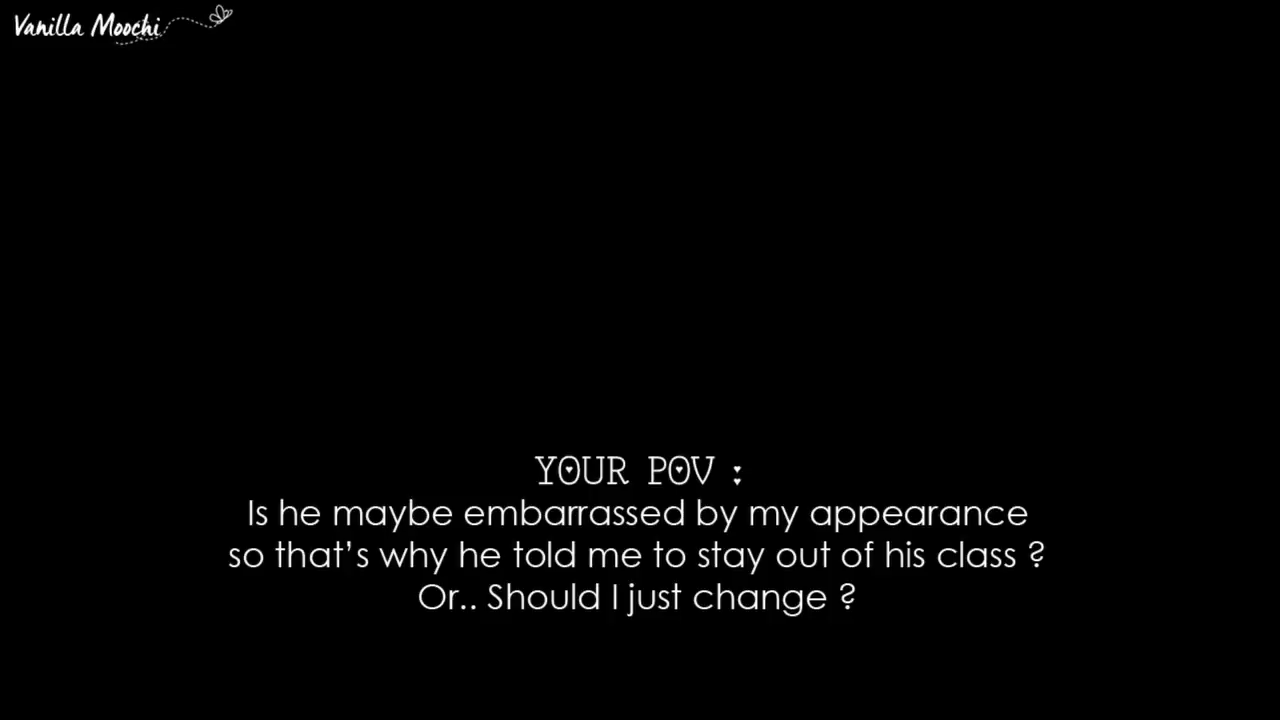 Vanilla Moochi
YOUR POV :
Is he maybe embarrassed by my appearance
so that’s why he told me to stay out of his class ?
Or.. Should I just change ?